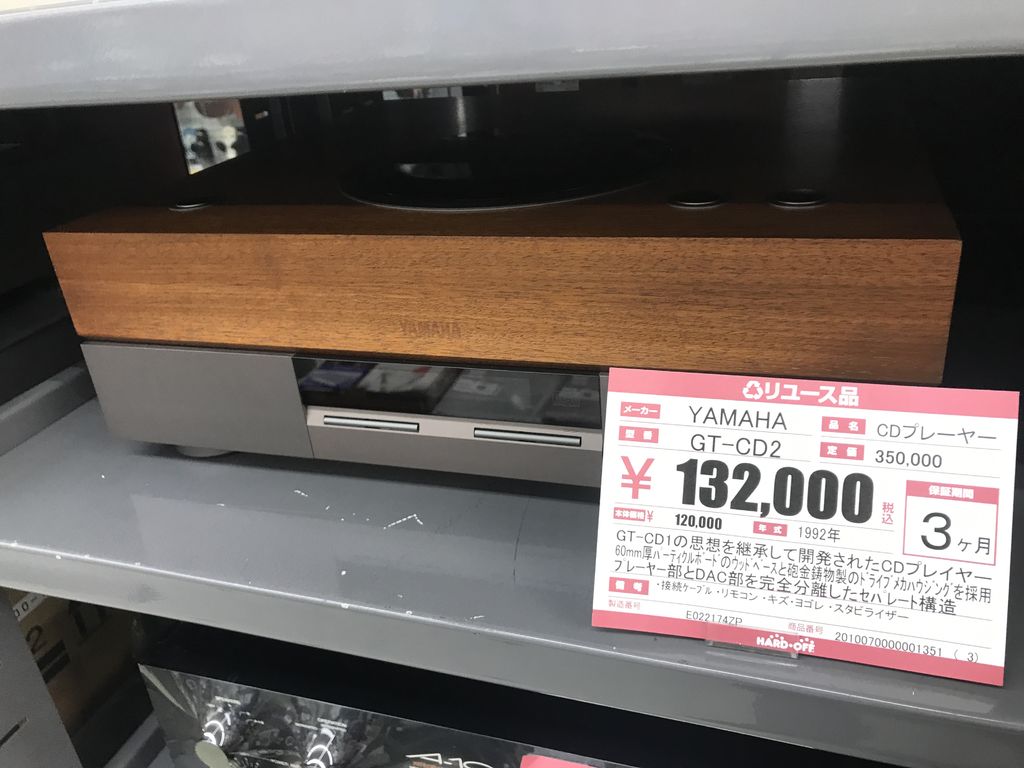 YAMAHA
リユース品
メーカー YAMAHA 品名 CDプレーヤー
型番 GT-CD2 定価 350,000
¥132,000 税込
保証期間
3ヶ月
本体価格¥ 120,000 年式 1992年
GT-CD1の思想を継承して開発されたCDプレイヤー
60mm厚パーティクルボードのウッドベースと砲金鋳物製のドライブメカハウジングを採用
プレーヤー部とDAC部を完全分離したセパレート構造
備考 ・接続ケーブル・リモコン・キズ・ヨゴレ・スタビライザー
製造番号 E022174ZP 商品番号 2010070000001351 ( 3)
HARD-OFF